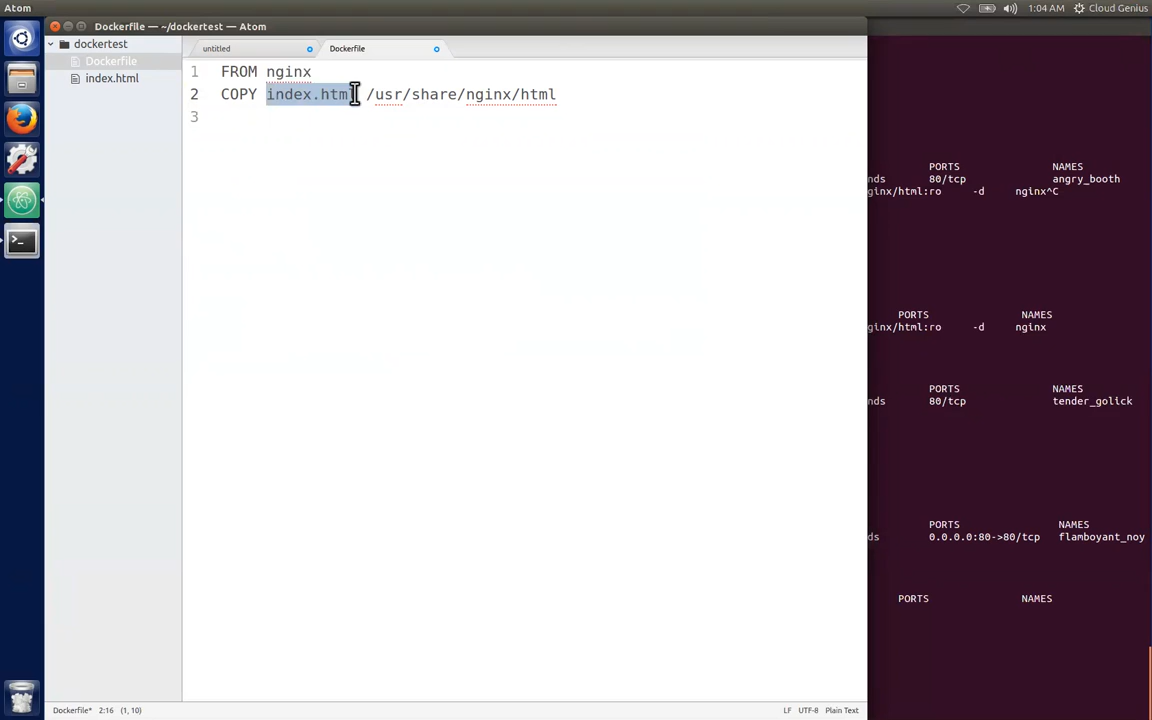 Atom
1:04 AM
Cloud Genius
Dockerfile — ~/dockertest — Atom
dockertest
Dockerfile
index.html
untitled
Dockerfile
1 FROM nginx
2 COPY index.html /usr/share/nginx/html
3
PORTS NAMES
nds 80/tcp angry_booth
ginx/html:ro -d nginx^C
PORTS NAMES
ginx/html:ro -d nginx
PORTS NAMES
nds 80/tcp tender_golick
PORTS NAMES
ds 0.0.0.0:80->80/tcp flamboyant_noy
PORTS NAMES
Dockerfile* 2:16 (1, 10)
LF UTF-8 Plain Text